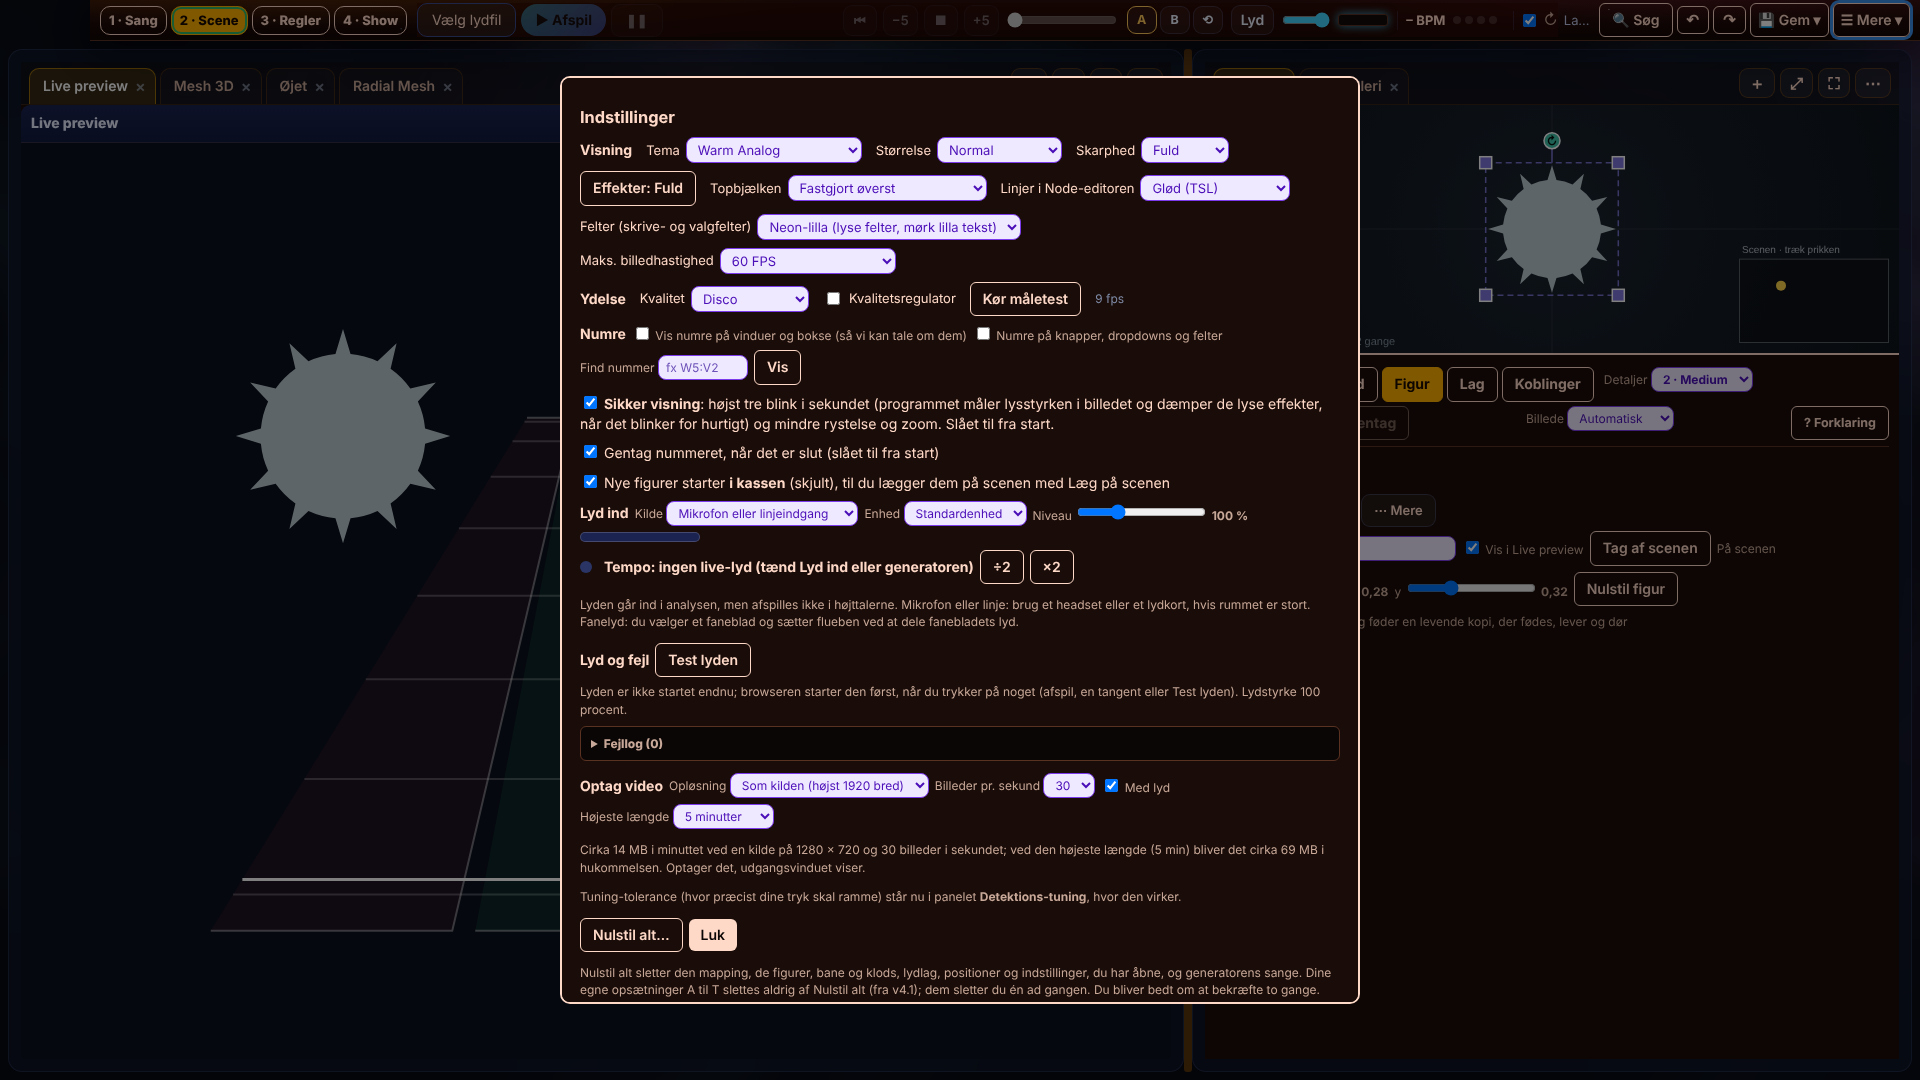 1 · Sang 2 · Scene 3 · Regler 4 · Show Vælg lydfil ▶ Afspil −5 +5 A B Lyd – BPM La... Søg Gem ▾ ☰ Mere ▾
Live preview × Mesh 3D × Øjet × Radial Mesh ×
leri ×
Live preview
Indstillinger
Visning Tema Warm Analog Størrelse Normal Skarphed Fuld
Effekter: Fuld Topbjælken Fastgjort øverst Linjer i Node-editoren Glød (TSL)
Felter (skrive- og valgfelter) Neon-lilla (lyse felter, mørk lilla tekst)
Maks. billedhastighed 60 FPS
Ydelse Kvalitet Disco Kvalitetsregulator Kør måletest 9 fps
Numre Vis numre på vinduer og bokse (så vi kan tale om dem) Numre på knapper, dropdowns og felter
Find nummer fx W5:V2 Vis
Sikker visning: højst tre blink i sekundet (programmet måler lysstyrken i billedet og dæmper de lyse effekter,
når det blinker for hurtigt) og mindre rystelse og zoom. Slået til fra start.
Gentag nummeret, når det er slut (slået til fra start)
Nye figurer starter i kassen (skjult), til du lægger dem på scenen med Læg på scenen
Lyd ind Kilde Mikrofon eller linjeindgang Enhed Standardenhed Niveau 100 %
Tempo: ingen live-lyd (tænd Lyd ind eller generatoren) ÷2 ×2
Lyden går ind i analysen, men afspilles ikke i højttalerne. Mikrofon eller linje: brug et headset eller et lydkort, hvis rummet er stort.
Fanelyd: du vælger et faneblad og sætter flueben ved at dele fanebladets lyd.
Lyd og fejl Test lyden
Lyden er ikke startet endnu; browseren starter den først, når du trykker på noget (afspil, en tangent eller Test lyden). Lydstyrke 100
procent.
▶ Fejllog (0)
Optag video Opløsning Som kilden (højst 1920 bred) Billeder pr. sekund 30 Med lyd
Højeste længde 5 minutter
Cirka 14 MB i minuttet ved en kilde på 1280 × 720 og 30 billeder i sekundet; ved den højeste længde (5 min) bliver det cirka 69 MB i
hukommelsen. Optager det, udgangsvinduet viser.
Tuning-tolerance (hvor præcist dine tryk skal ramme) står nu i panelet Detektions-tuning, hvor den virker.
Nulstil alt... Luk
Nulstil alt sletter den mapping, de figurer, bane og klods, lydlag, positioner og indstillinger, du har åbne, og generatorens sange. Dine
egne opsætninger A til T slettes aldrig af Nulstil alt (fra v4.1); dem sletter du én ad gangen. Du bliver bedt om at bekræfte to gange.
Scenen · træk prikken
gange
d Figur Lag Koblinger Detaljer 2 · Medium
entag Billede Automatisk ? Forklaring
··· Mere
Vis i Live preview Tag af scenen På scenen
0,28 y 0,32 Nulstil figur
g føder en levende kopi, der fødes, lever og dør